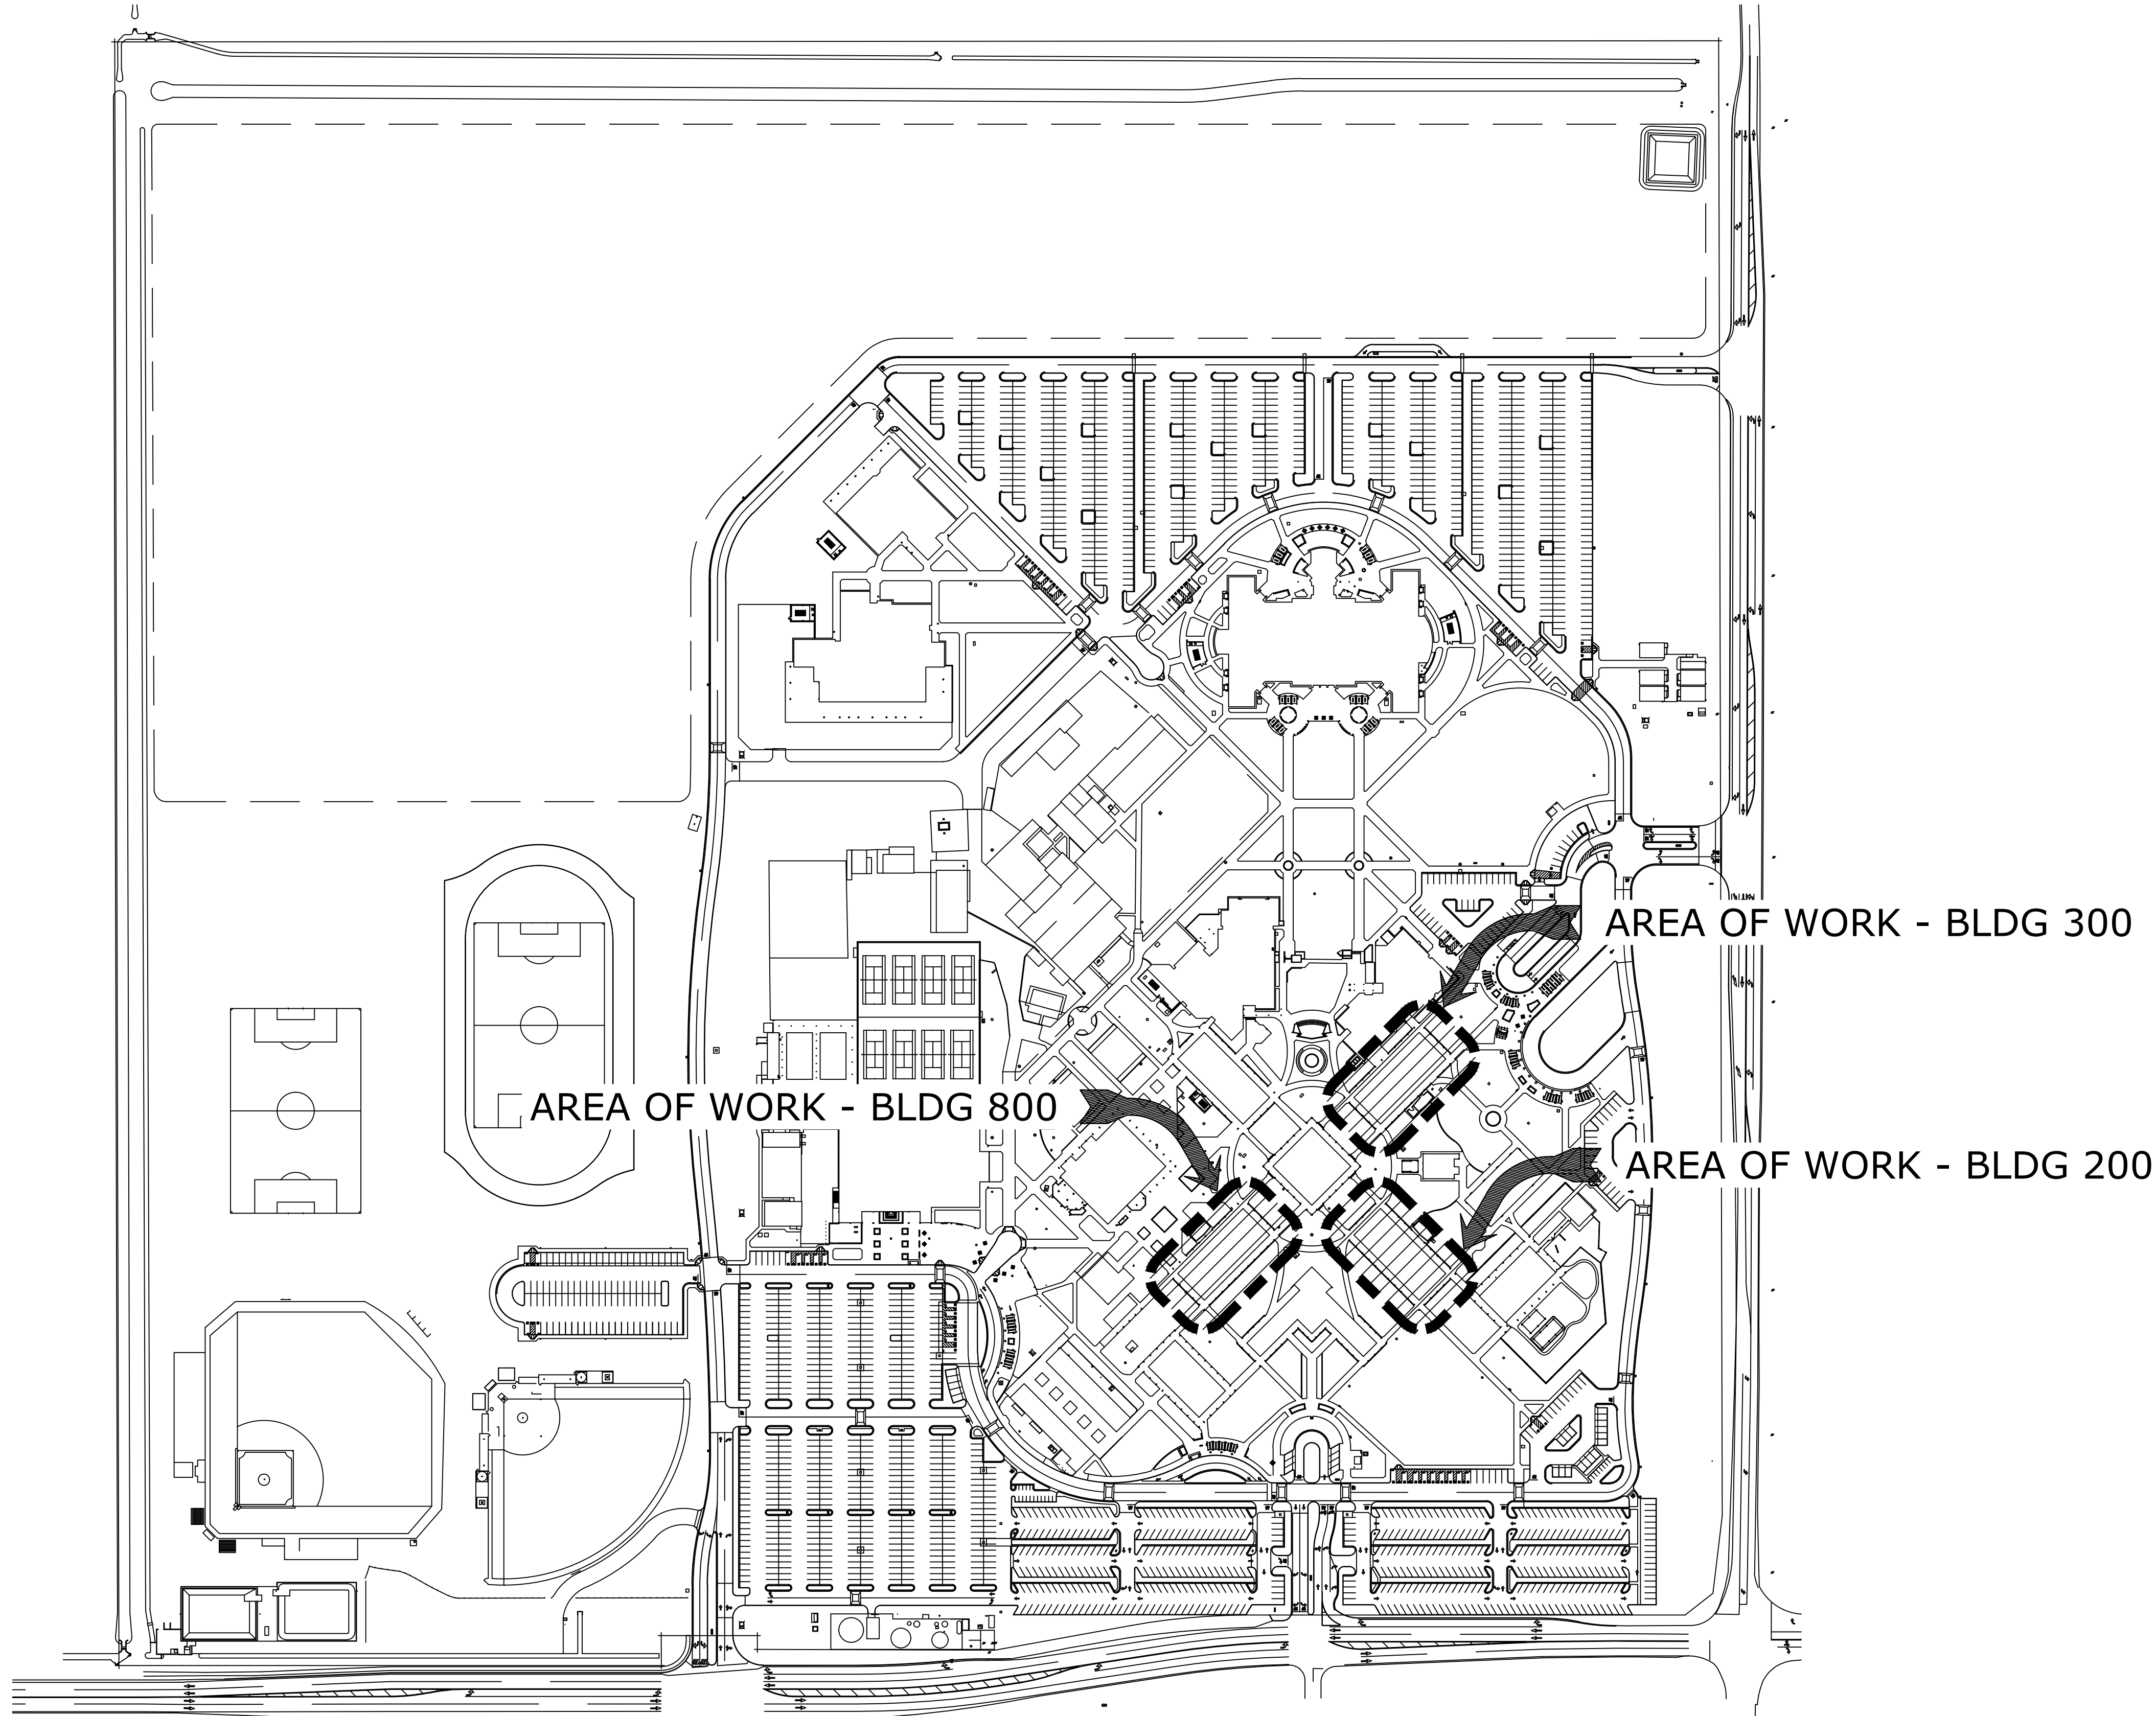 AREA OF WORK - BLDG 300
AREA OF WORK - BLDG 800
AREA OF WORK - BLDG 200